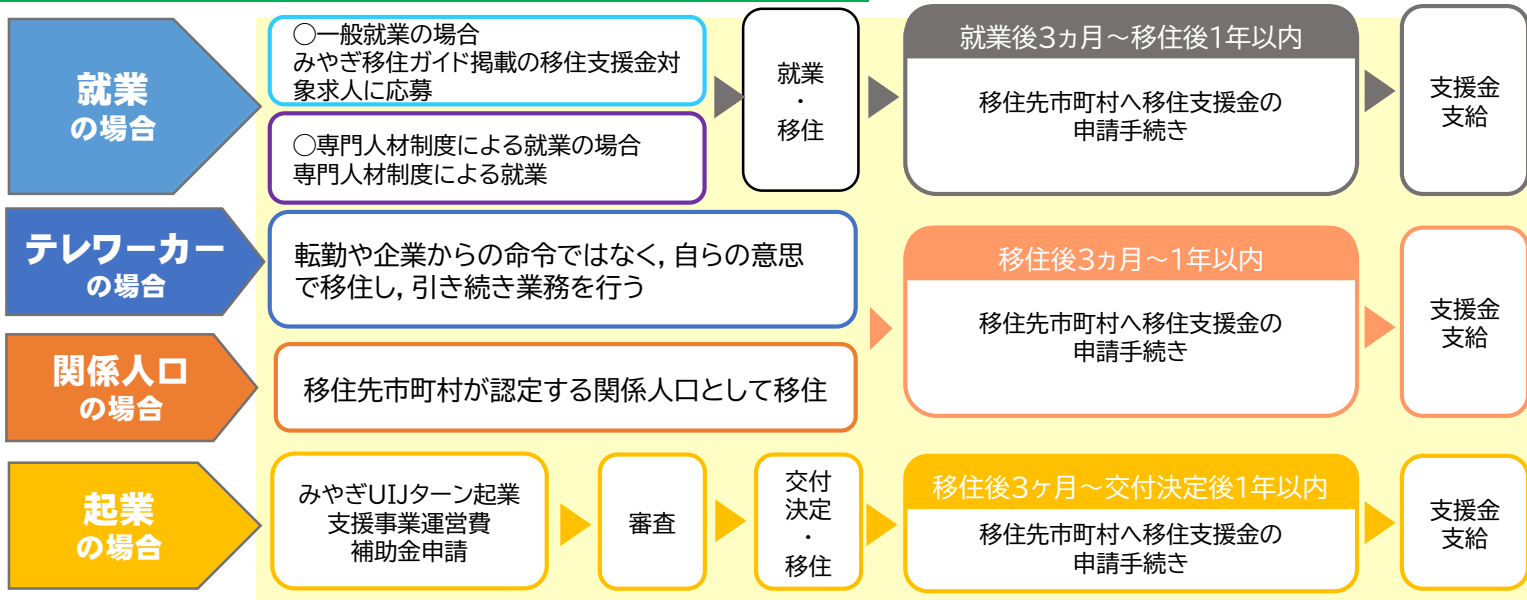 就業
の場合
○一般就業の場合
みやぎ移住ガイド掲載の移住支援金対
象求人に応募
○専門人材制度による就業の場合
専門人材制度による就業
就業
・
移住
就業後3ヵ月～移住後1年以内
移住先市町村へ移住支援金の
申請手続き
支援金
支給
テレワーカー
の場合
転勤や企業からの命令ではなく，自らの意思
で移住し，引き続き業務を行う
関係人口
の場合
移住先市町村が認定する関係人口として移住
移住後3ヵ月～1年以内
移住先市町村へ移住支援金の
申請手続き
支援金
支給
起業
の場合
みやぎUIJターン起業
支援事業運営費
補助金申請
審査
交付
決定
・
移住
移住後3ヶ月～交付決定後1年以内
移住先市町村へ移住支援金の
申請手続き
支援金
支給